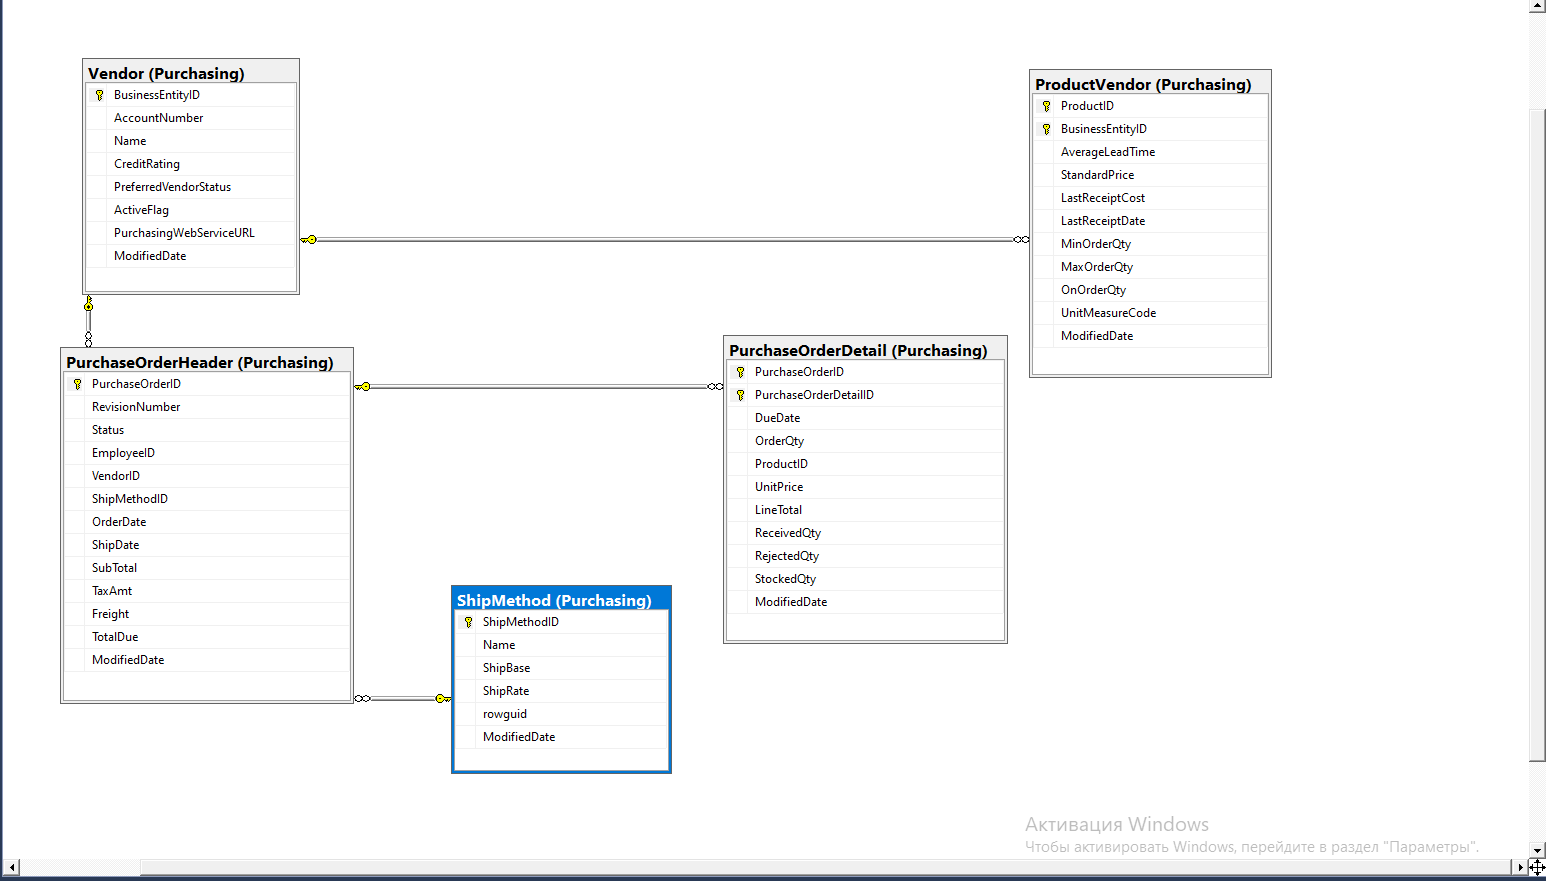 Vendor (Purchasing)
BusinessEntityID
AccountNumber
Name
CreditRating
PreferredVendorStatus
ActiveFlag
PurchasingWebServiceURL
ModifiedDate
ProductVendor (Purchasing)
ProductID
BusinessEntityID
AverageLeadTime
StandardPrice
LastReceiptCost
LastReceiptDate
MinOrderQty
MaxOrderQty
OnOrderQty
UnitMeasureCode
ModifiedDate
PurchaseOrderHeader (Purchasing)
PurchaseOrderID
RevisionNumber
Status
EmployeeID
VendorID
ShipMethodID
OrderDate
ShipDate
SubTotal
TaxAmt
Freight
TotalDue
ModifiedDate
PurchaseOrderDetail (Purchasing)
PurchaseOrderID
PurchaseOrderDetailID
DueDate
OrderQty
ProductID
UnitPrice
LineTotal
ReceivedQty
RejectedQty
StockedQty
ModifiedDate
ShipMethod (Purchasing)
ShipMethodID
Name
ShipBase
ShipRate
rowguid
ModifiedDate
Активация Windows
Чтобы активировать Windows, перейдите в раздел "Параметры".